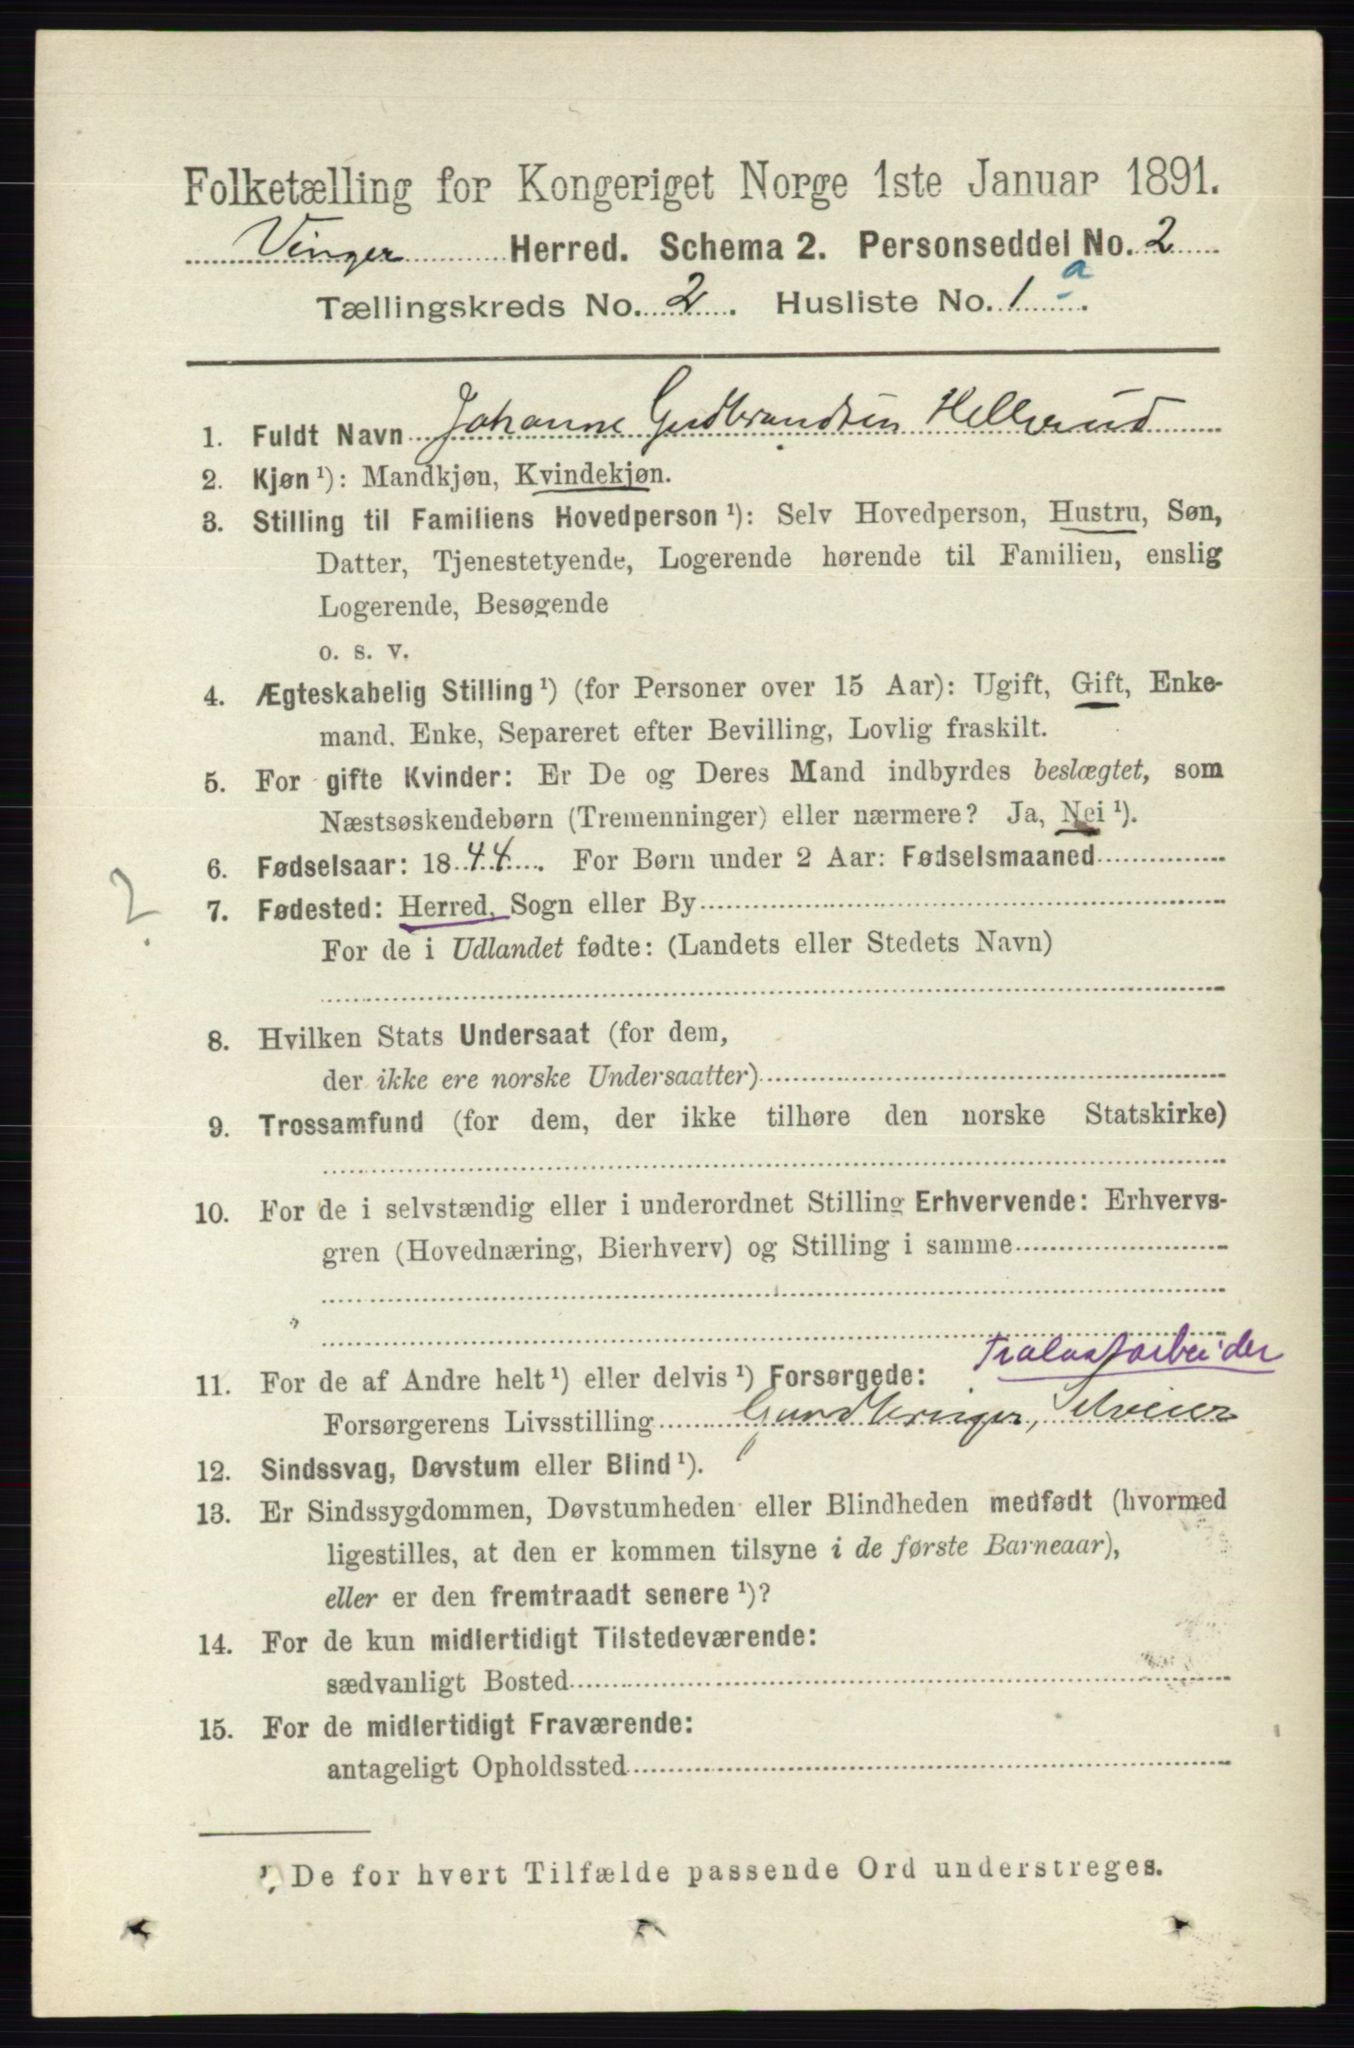 Folketælling for Kongeriget Norge 1ste Januar 1891.
Vinger Herred. Schema 2. Personseddel No. 2
Tællingskreds No. 2. Husliste No. 1 a.
1. Fuldt Navn Johanne Gudbrandsen Hellerud
2. Kjøn ¹): Mandkjøn, Kvindekjøn.
3. Stilling til Familiens Hovedperson ¹): Selv Hovedperson, Hustru, Søn,
Datter, Tjenestetyende, Logerende hørende til Familien, enslig
Logerende, Besøgende
o. s. v.
4. Ægteskabelig Stilling ¹) (for Personer over 15 Aar): Ugift, Gift, Enke-
mand, Enke, Separeret efter Bevilling, Lovlig fraskilt.
5. For gifte Kvinder: Er De og Deres Mand indbyrdes beslægtet, som
Næstsøskendebørn (Tremenninger) eller nærmere? Ja, Nei ¹).
6. Fødselsaar: 1844. For Børn under 2 Aar: Fødselsmaaned
?
7. Fødested: Herred, Sogn eller By
For de i Udlandet fødte: (Landets eller Stedets Navn)
8. Hvilken Stats Undersaat (for dem,
der ikke ere norske Undersaatter)
9. Trossamfund (for dem, der ikke tilhøre den norske Statskirke)
10. For de i selvstændig eller i underordnet Stilling Erhvervende: Erhvervs-
gren (Hovednæring, Bierhverv) og Stilling i samme
Trælastarbeider
11. For de af Andre helt ¹) eller delvis ¹) Forsørgede:
Forsørgerens Livsstilling Gaardbruger, Selveier
12. Sindssvag, Døvstum eller Blind ¹).
13. Er Sindssygdommen, Døvstumheden eller Blindheden medfødt (hvormed
ligestilles, at den er kommen tilsyne i de første Barneaar),
eller er den fremtraadt senere ¹)?
14. For de kun midlertidigt Tilstedeværende:
sædvanligt Bosted
15. For de midlertidigt Fraværende:
antageligt Opholdssted
¹) De for hvert Tilfælde passende Ord understreges.